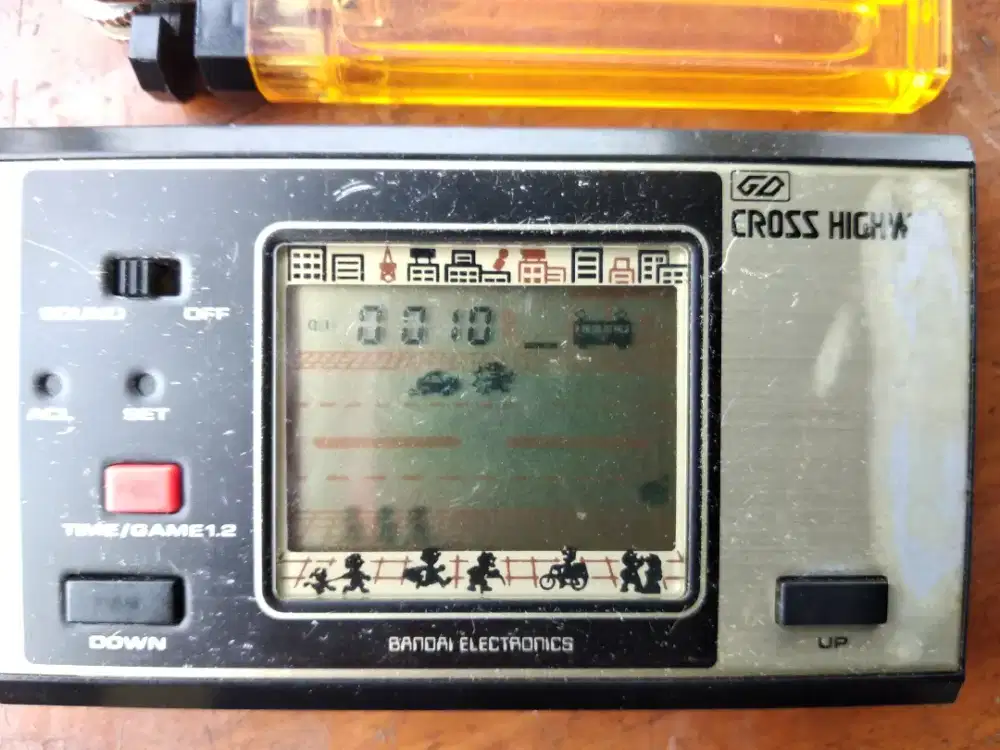 GD
CROSS HIGHW
0010
SOUND OFF
ACL SET
TIME/GAME1.2
DOWN
UP
BANDAI ELECTRONICS